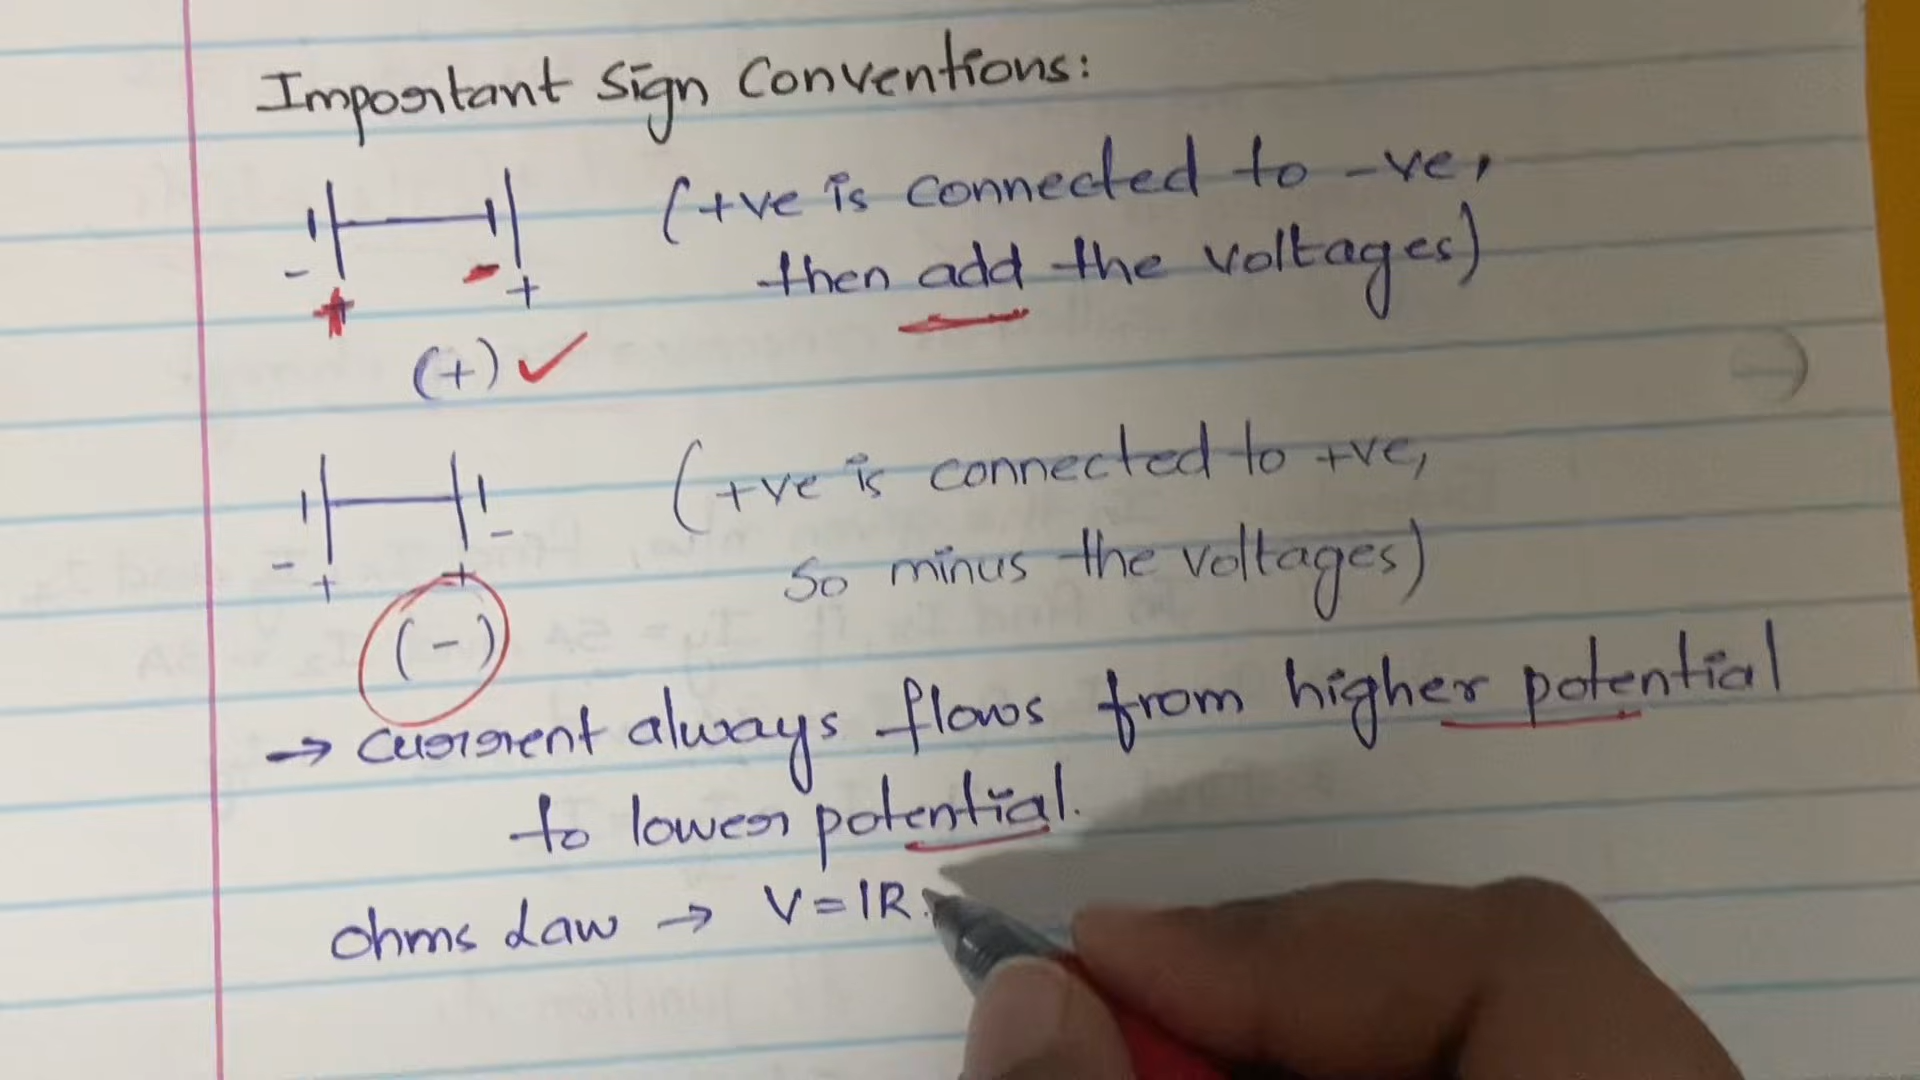 Important Sign Conventions:
(+ve is connected to -ve,
then add the voltages)
- + - +
(+)
(+ve is connected to +ve,
so minus the voltages)
- + + -
(-)
→ current always flows from higher potential
to lower potential.
ohms Law → V=IR.